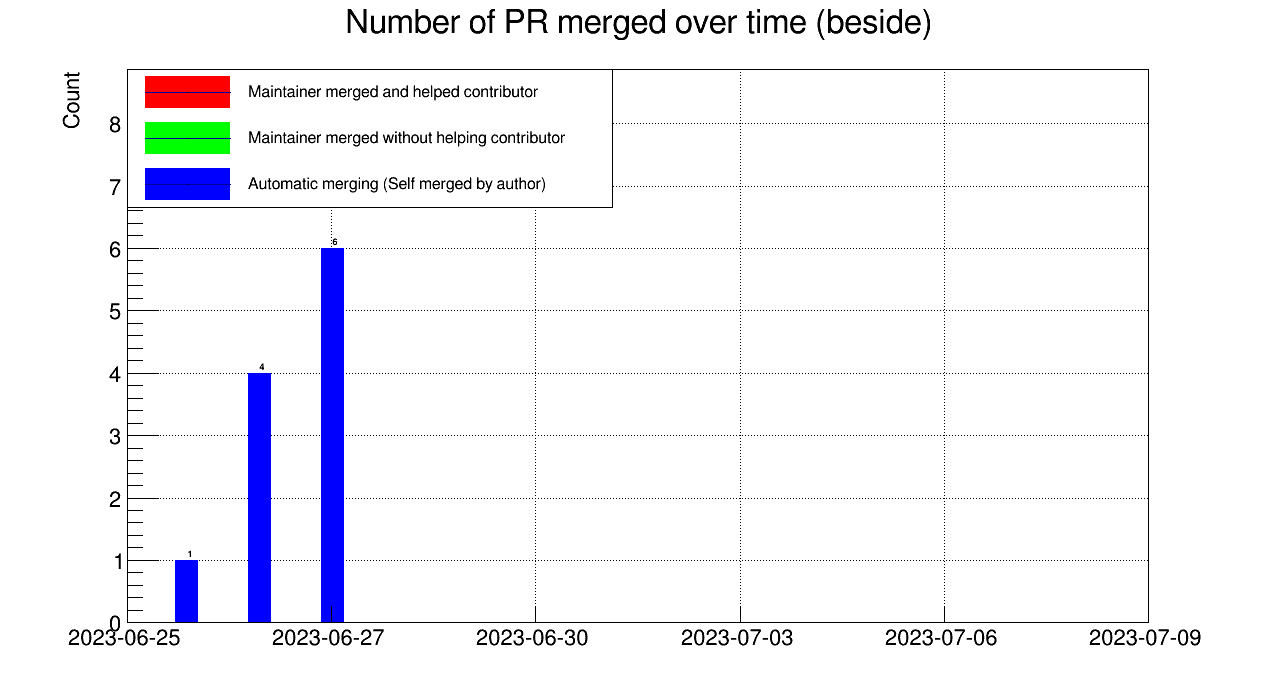 Number of PR merged over time (beside)
Count
Maintainer merged and helped contributor
Maintainer merged without helping contributor
Automatic merging (Self merged by author)
8
7
6
5
4
3
2
1
0
6
4
1
2023-06-25 2023-06-27 2023-06-30 2023-07-03 2023-07-06 2023-07-09